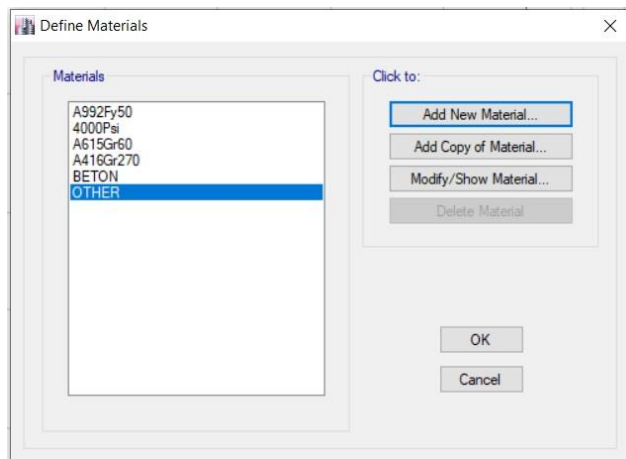 Define Materials
Materials
A992Fy50
4000Psi
A615Gr60
A416Gr270
BETON
OTHER
Click to:
Add New Material...
Add Copy of Material...
Modify/Show Material...
Delete Material
OK
Cancel